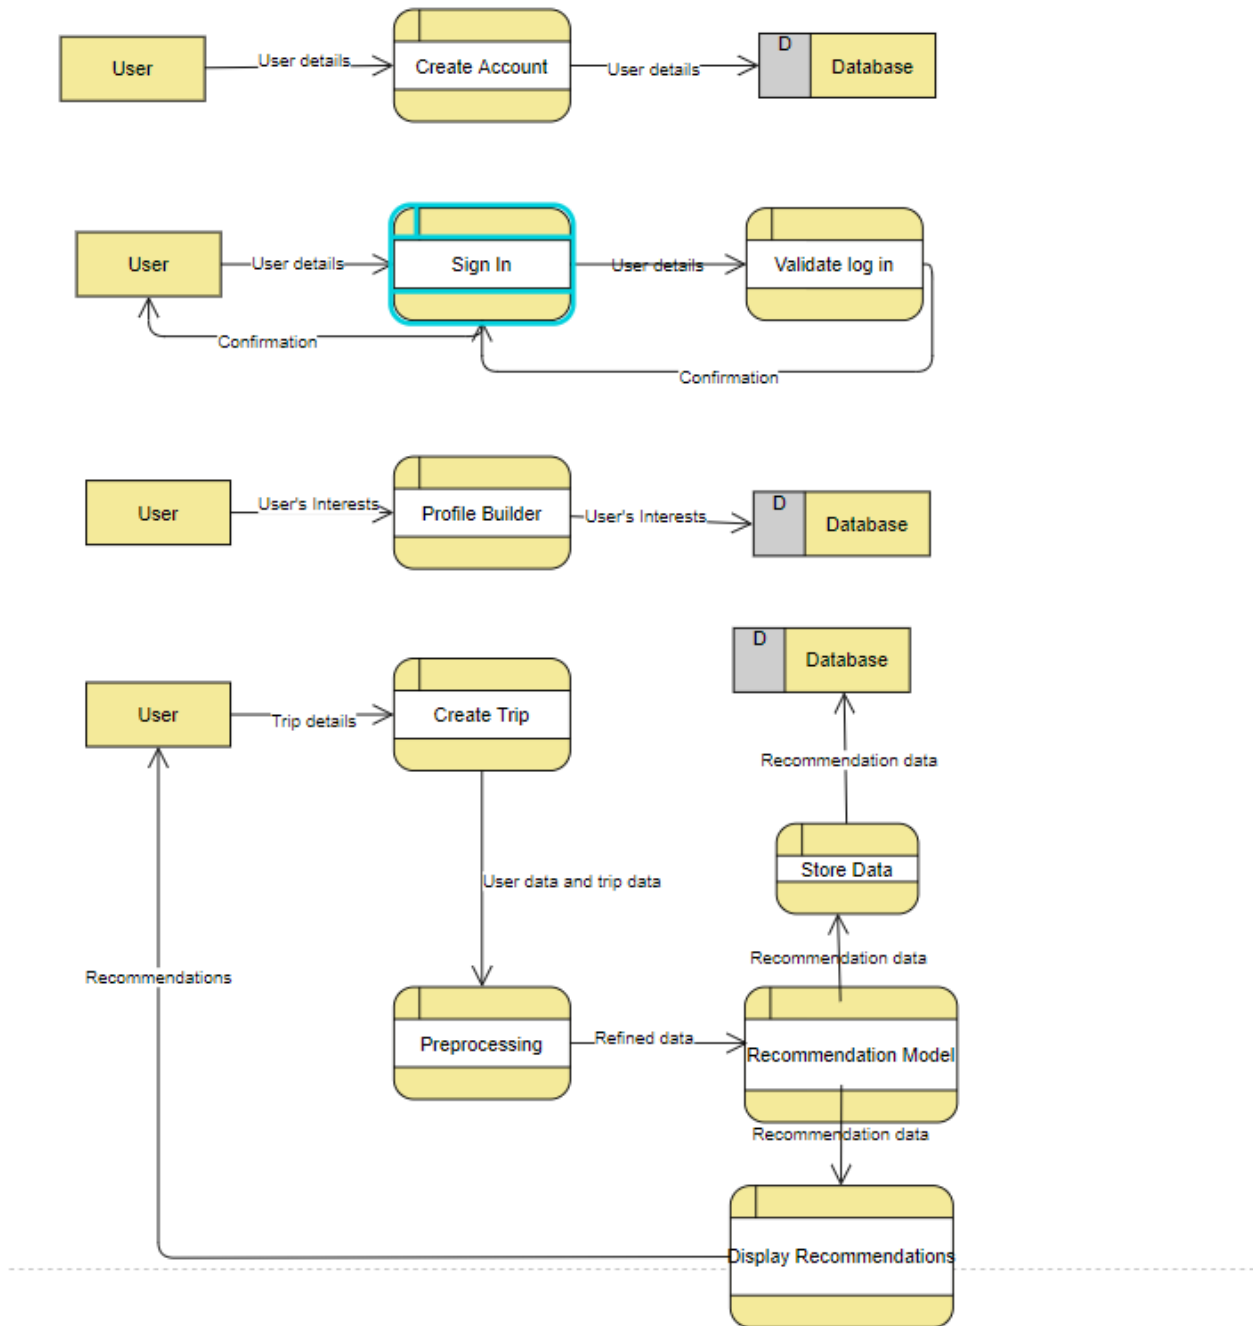 User
User details
Create Account
User details
D
Database
User
User details
Sign In
User details
Validate log in
Confirmation
Confirmation
User
User's Interests
Profile Builder
User's Interests
D
Database
D
Database
User
Trip details
Create Trip
Recommendation data
Store Data
User data and trip data
Recommendation data
Recommendations
Preprocessing
Refined data
Recommendation Model
Recommendation data
Display Recommendations